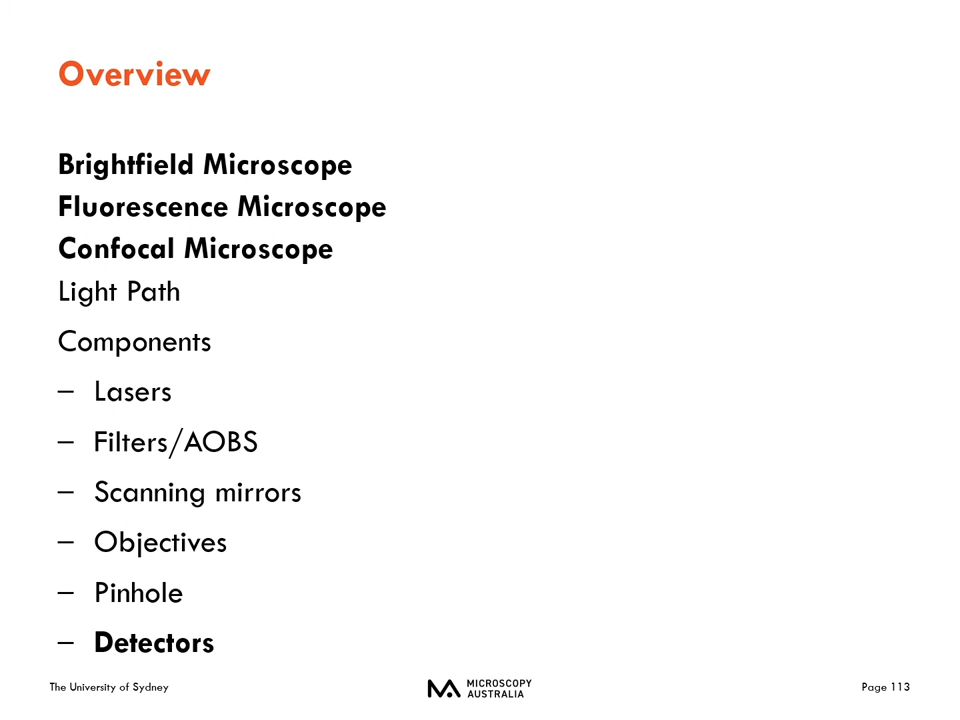 Overview
Brightfield Microscope
Fluorescence Microscope
Confocal Microscope
Light Path
Components
– Lasers
– Filters/AOBS
– Scanning mirrors
– Objectives
– Pinhole
– Detectors
The University of Sydney
MICROSCOPY
AUSTRALIA
Page 113